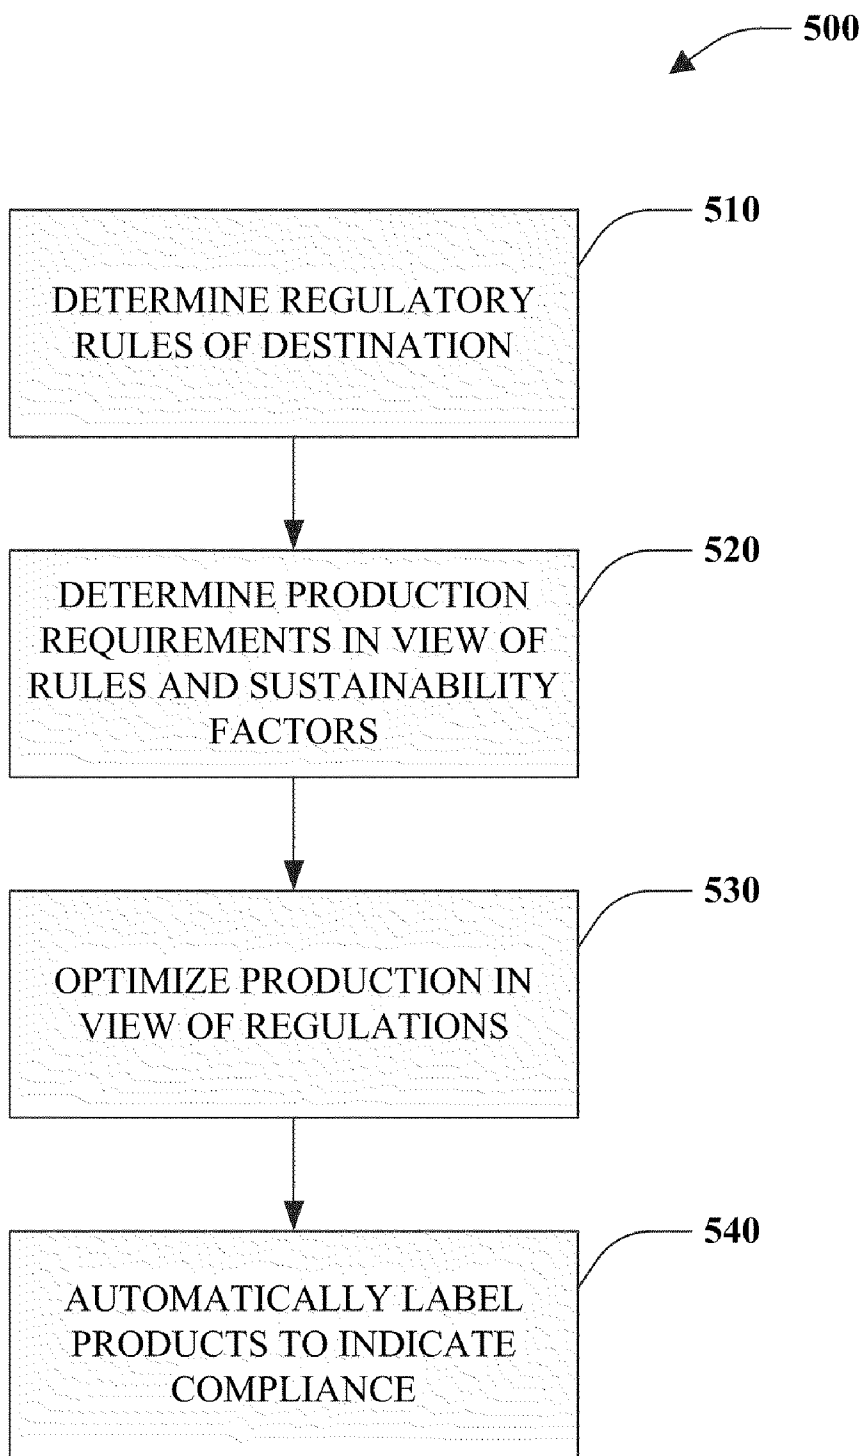 500
510
DETERMINE REGULATORY
RULES OF DESTINATION
520
DETERMINE PRODUCTION
REQUIREMENTS IN VIEW OF
RULES AND SUSTAINABILITY
FACTORS
530
OPTIMIZE PRODUCTION IN
VIEW OF REGULATIONS
540
AUTOMATICALLY LABEL
PRODUCTS TO INDICATE
COMPLIANCE